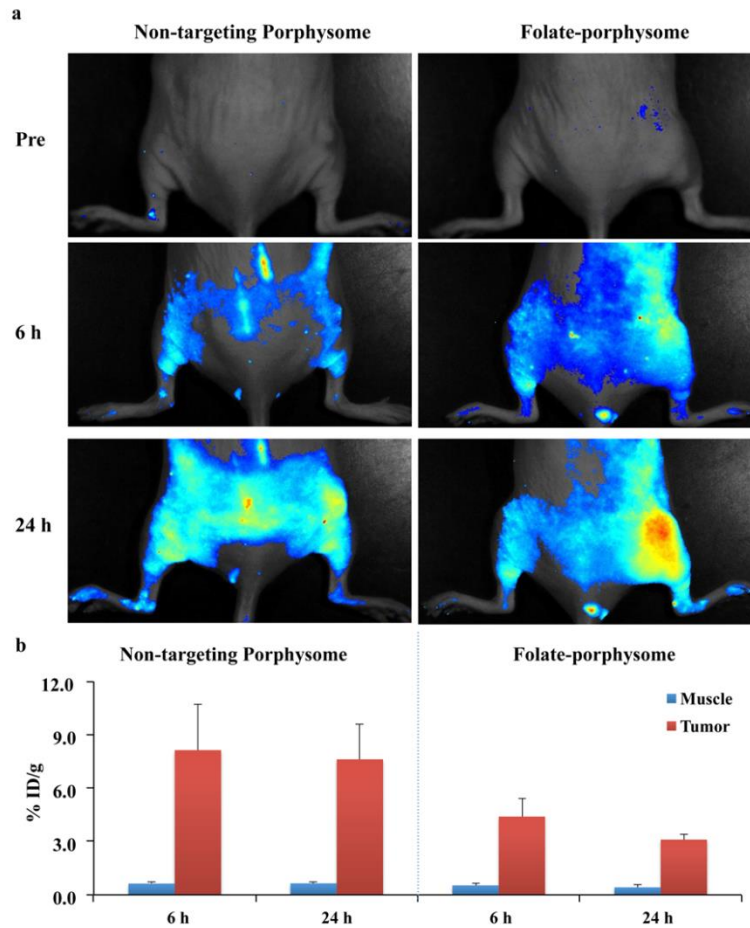 a
Non-targeting Porphysome Folate-porphysome
Pre
6 h
24 h
b
Non-targeting Porphysome Folate-porphysome
12.0
9.0
6.0
3.0
0.0
% ID/g
Muscle
Tumor
6 h 24 h 6 h 24 h